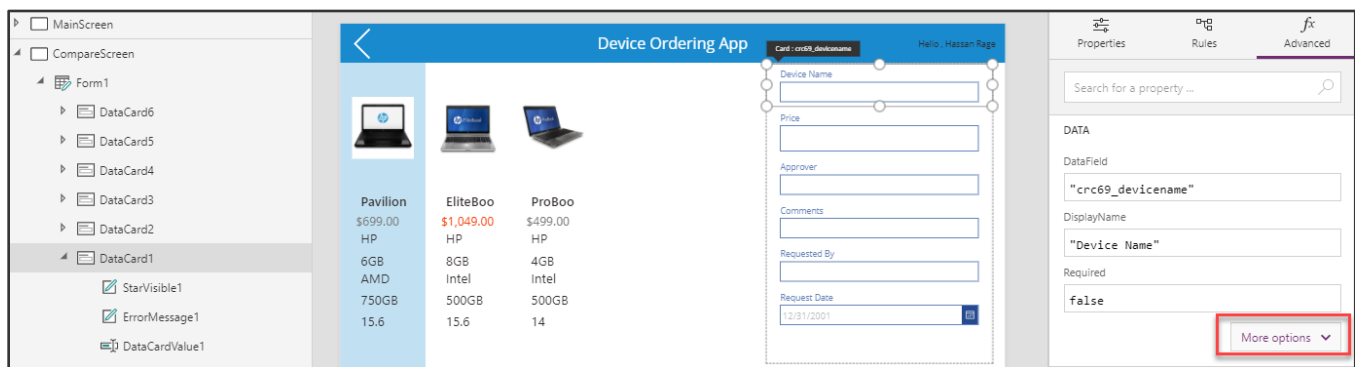 MainScreen
CompareScreen
Form1
DataCard6
DataCard5
DataCard4
DataCard3
DataCard2
DataCard1
StarVisible1
ErrorMessage1
DataCardValue1
Device Ordering App
Card : crc69_devicename
Hello , Hassan Rage
Pavilion EliteBoo ProBoo
$699.00 $1,049.00 $499.00
HP HP HP
6GB 8GB 4GB
AMD Intel Intel
750GB 500GB 500GB
15.6 15.6 14
Device Name
Price
Approver
Comments
Requested By
Request Date
12/31/2001
Properties Rules Advanced
Search for a property ...
DATA
DataField
"crc69_devicename"
DisplayName
"Device Name"
Required
false
More options